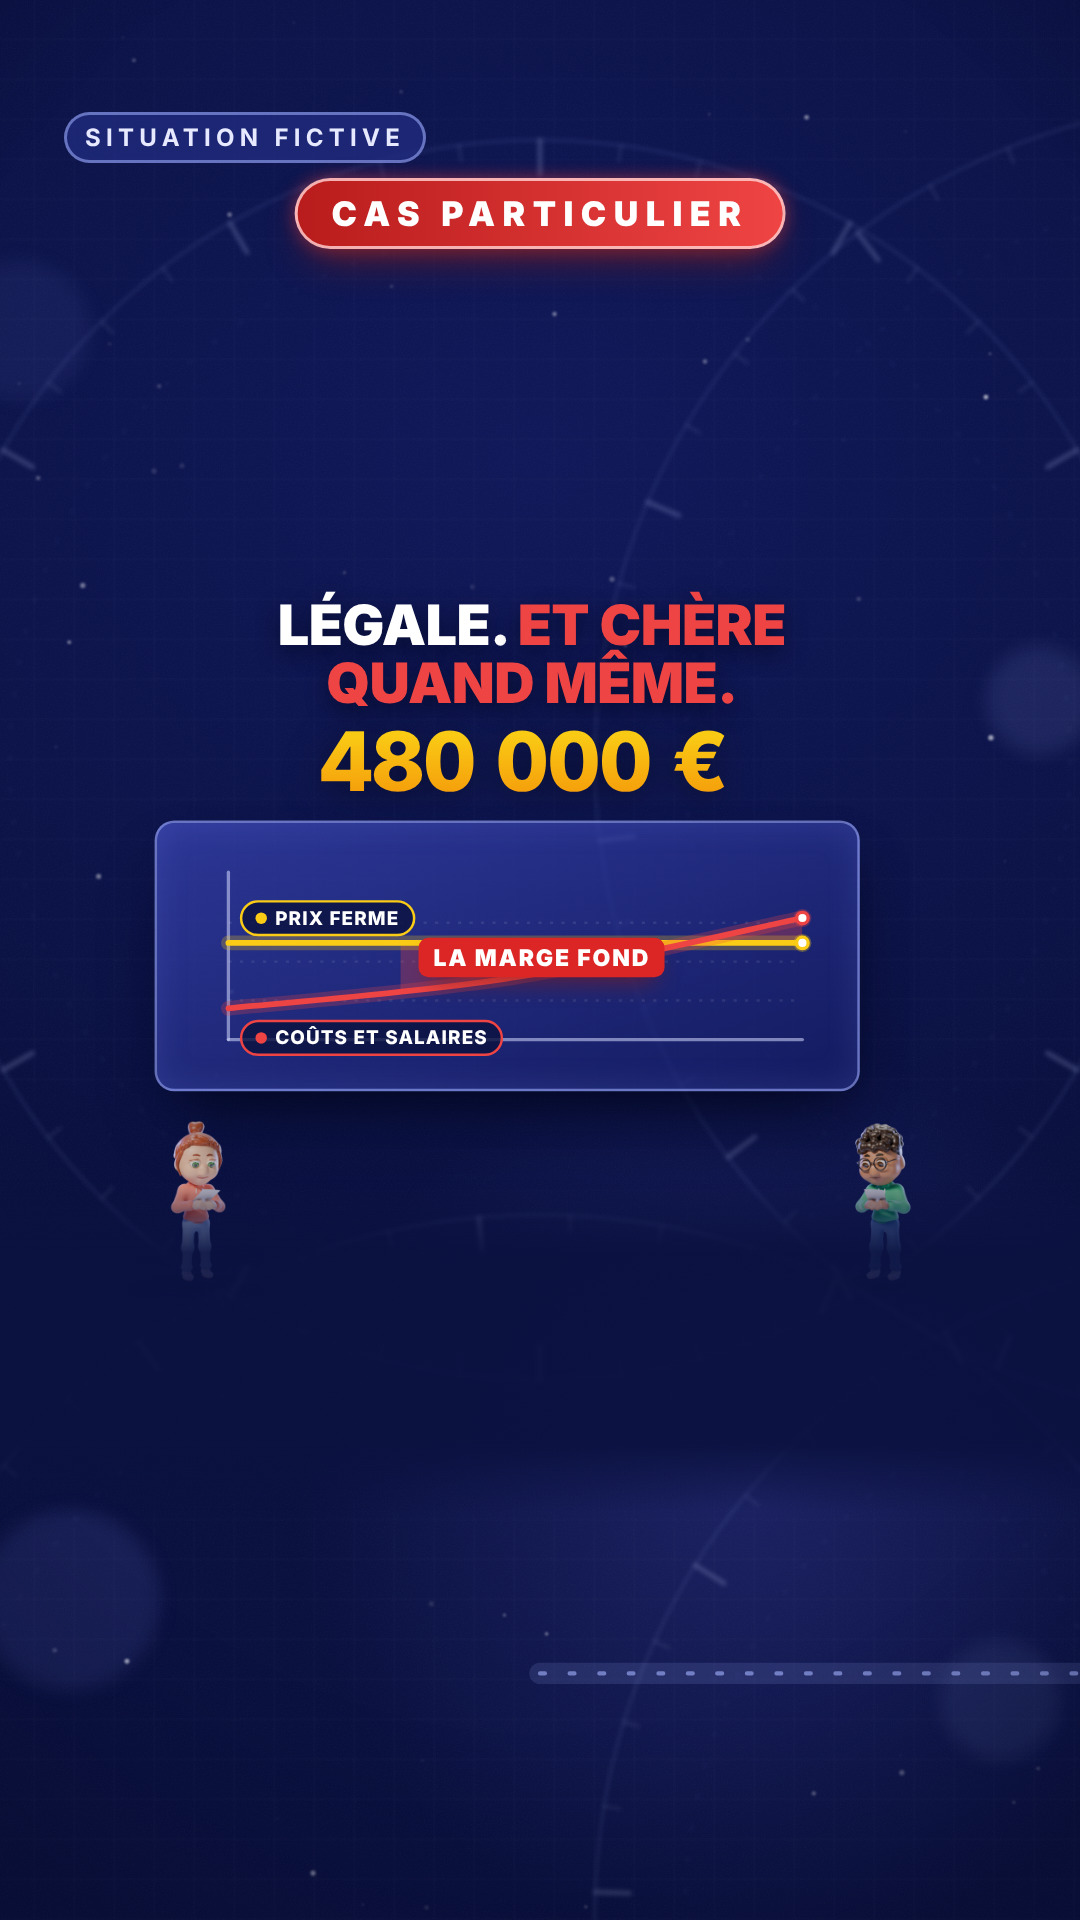 SITUATION FICTIVE
CAS PARTICULIER
LÉGALE. ET CHÈRE
QUAND MÊME.
480 000 €
PRIX FERME
LA MARGE FOND
COÛTS ET SALAIRES